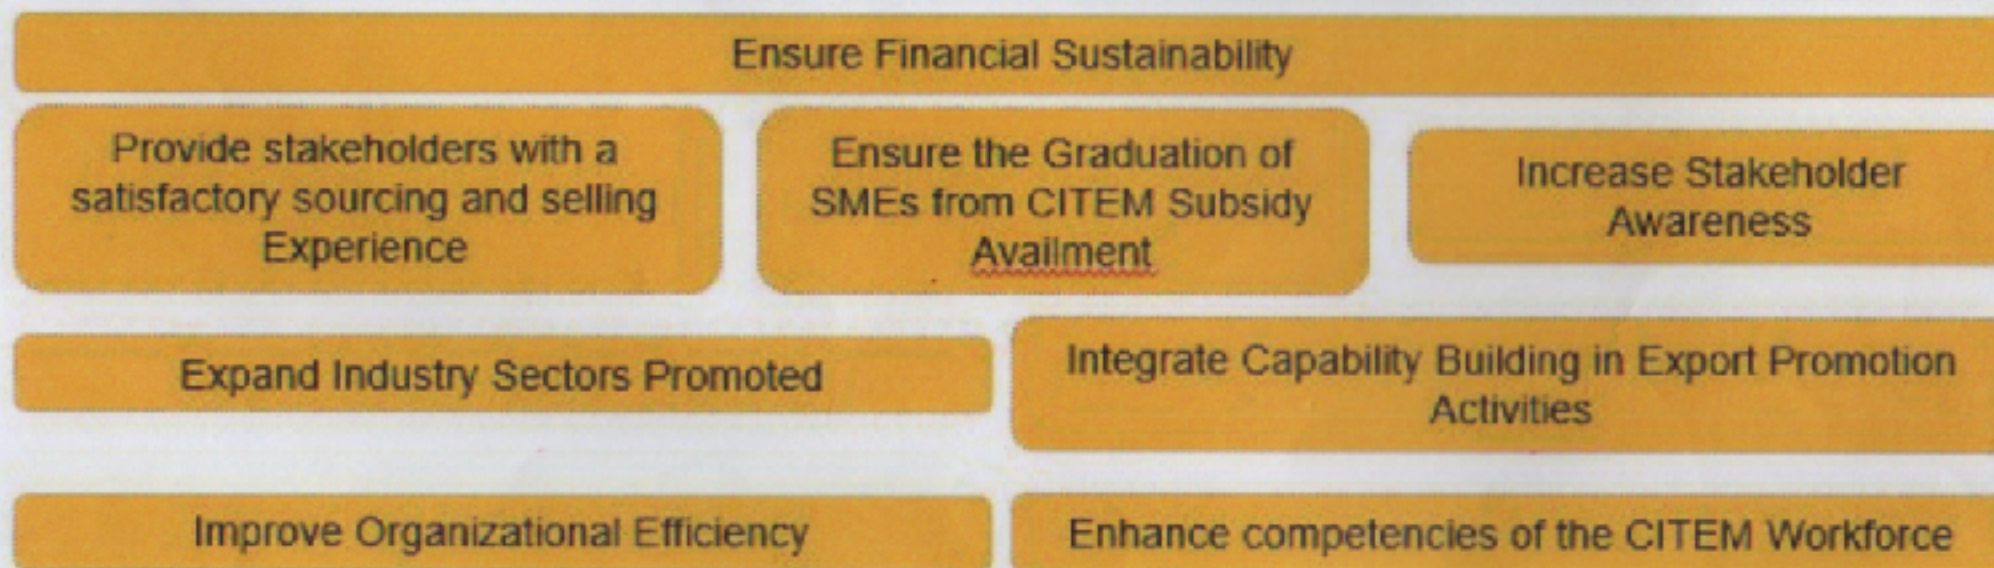 Ensure Financial Sustainability
Provide stakeholders with a
satisfactory sourcing and selling
Experience
Ensure the Graduation of
SMEs from CITEM Subsidy
Availment
Increase Stakeholder
Awareness
Expand Industry Sectors Promoted
Integrate Capability Building in Export Promotion
Activities
Improve Organizational Efficiency
Enhance competencies of the CITEM Workforce